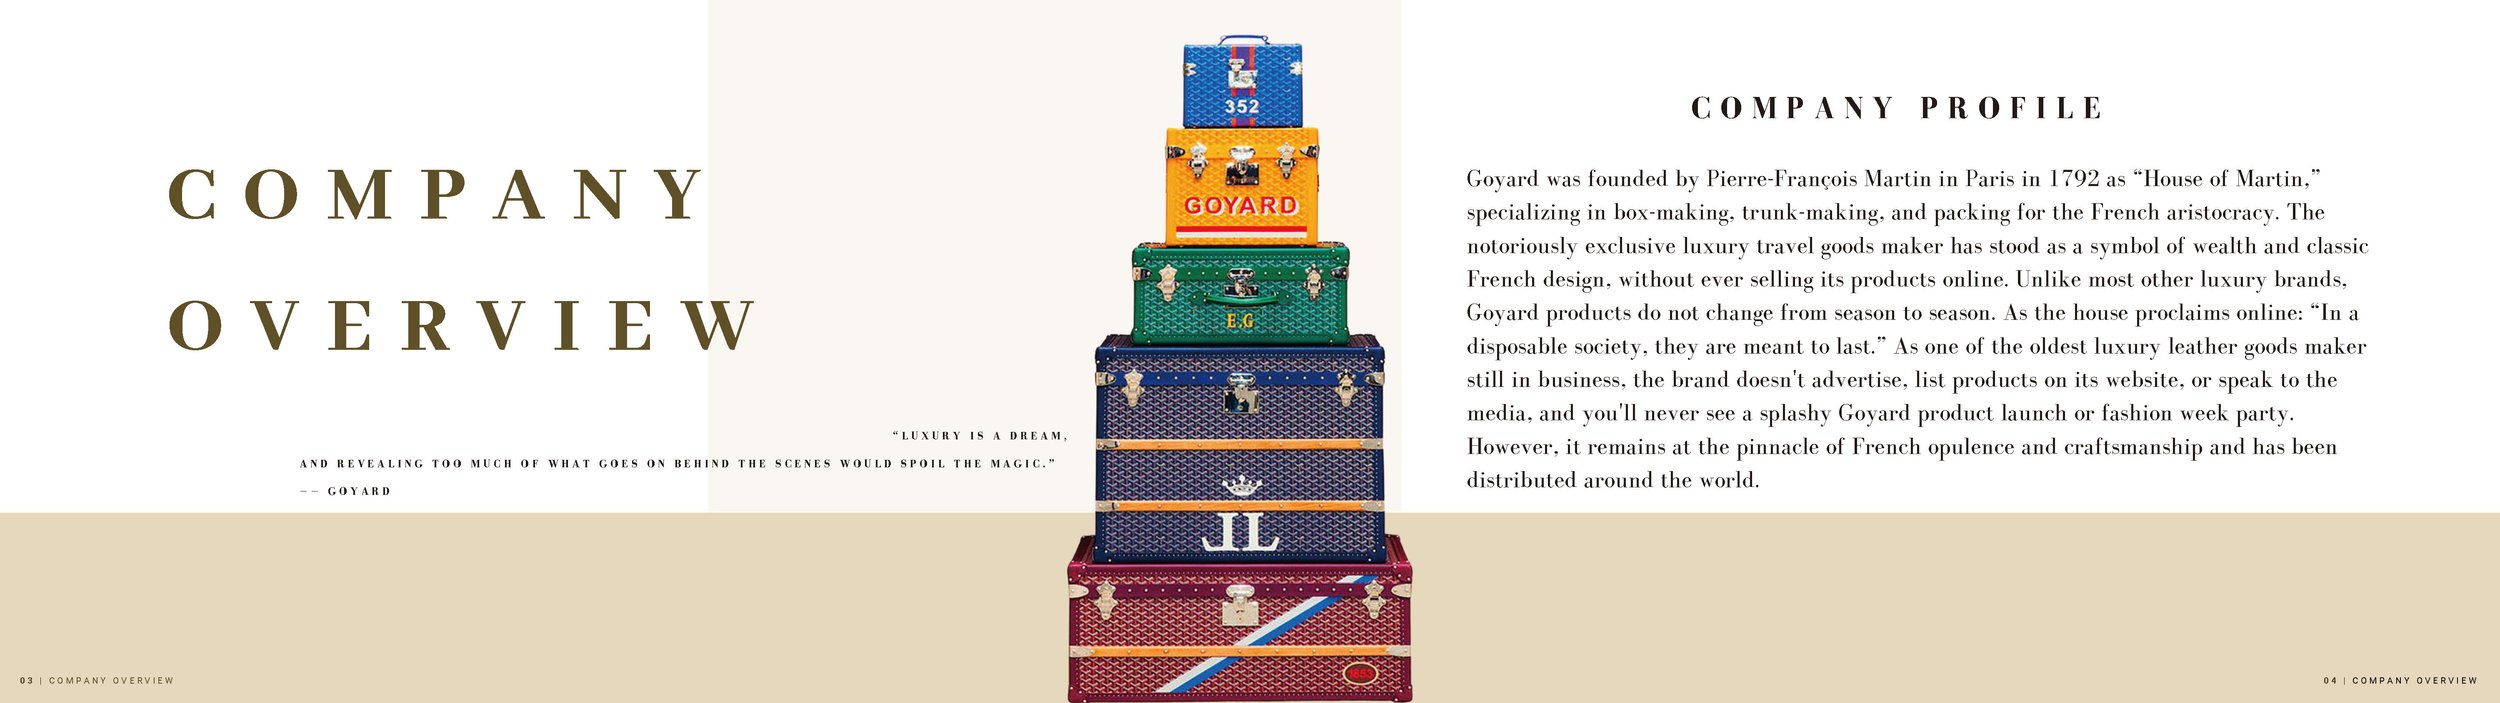 COMPANY
OVERVIEW
“LUXURY IS A DREAM,
AND REVEALING TOO MUCH OF WHAT GOES ON BEHIND THE SCENES WOULD SPOIL THE MAGIC.”
—— GOYARD
03 | COMPANY OVERVIEW
352
GOYARD
E.G
JL
1853
COMPANY PROFILE
Goyard was founded by Pierre-François Martin in Paris in 1792 as “House of Martin,”
specializing in box-making, trunk-making, and packing for the French aristocracy. The
notoriously exclusive luxury travel goods maker has stood as a symbol of wealth and classic
French design, without ever selling its products online. Unlike most other luxury brands,
Goyard products do not change from season to season. As the house proclaims online: “In a
disposable society, they are meant to last.” As one of the oldest luxury leather goods maker
still in business, the brand doesn't advertise, list products on its website, or speak to the
media, and you'll never see a splashy Goyard product launch or fashion week party.
However, it remains at the pinnacle of French opulence and craftsmanship and has been
distributed around the world.
04 | COMPANY OVERVIEW